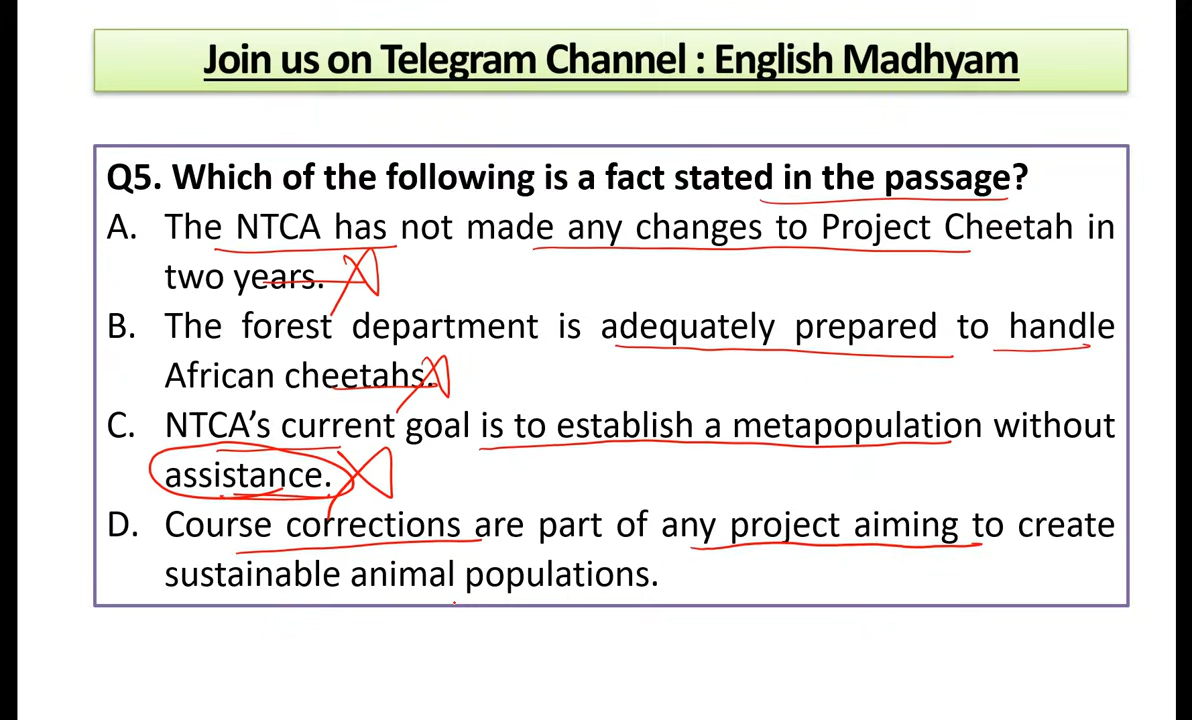 Join us on Telegram Channel : English Madhyam
Q5. Which of the following is a fact stated in the passage?
A. The NTCA has not made any changes to Project Cheetah in
two years.
B. The forest department is adequately prepared to handle
African cheetahs.
C. NTCA’s current goal is to establish a metapopulation without
assistance.
D. Course corrections are part of any project aiming to create
sustainable animal populations.